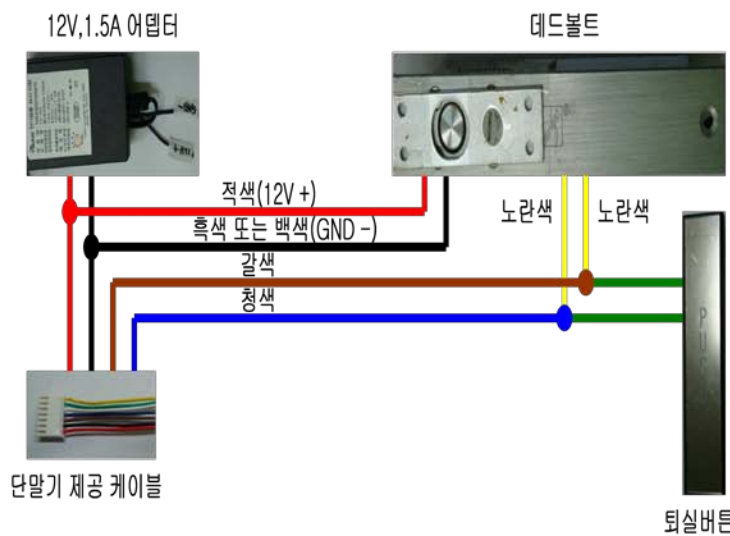 12V,1.5A 어뎁터
데드볼트
적색(12V +)
노란색
노란색
흑색 또는 백색(GND -)
갈색
청색
단말기 제공 케이블
퇴실버튼